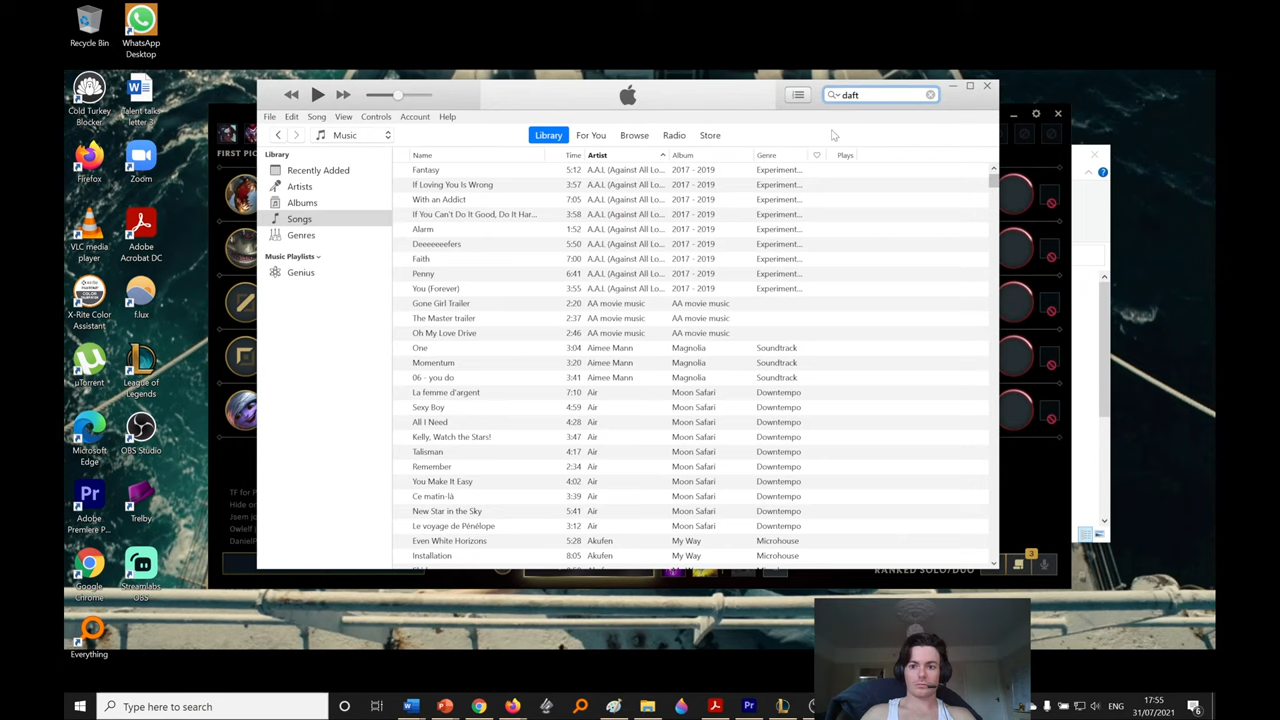 Recycle Bin
WhatsApp
Desktop
Cold Turkey
Blocker
Talent talks
letter 3
Firefox
Zoom
VLC media
player
Adobe
Acrobat DC
X-Rite Color
Assistant
f.lux
µTorrent
League of
Legends
Microsoft
Edge
OBS Studio
Adobe
Premiere P...
Trelby
Google
Chrome
Streamlabs
OBS
Everything
daft
File Edit Song View Controls Account Help
Music
Library For You Browse Radio Store
FIRST PIC
Library
Recently Added
Artists
Albums
Songs
Genres
Music Playlists
Genius
Name Time Artist Album Genre Plays
Fantasy 5:12 A.A.L (Against All Lo... 2017 - 2019 Experiment...
If Loving You Is Wrong 3:57 A.A.L (Against All Lo... 2017 - 2019 Experiment...
With an Addict 7:05 A.A.L (Against All Lo... 2017 - 2019 Experiment...
If You Can't Do It Good, Do It Har... 3:58 A.A.L (Against All Lo... 2017 - 2019 Experiment...
Alarm 1:52 A.A.L (Against All Lo... 2017 - 2019 Experiment...
Deeeeeeefers 5:50 A.A.L (Against All Lo... 2017 - 2019 Experiment...
Faith 7:00 A.A.L (Against All Lo... 2017 - 2019 Experiment...
Penny 6:41 A.A.L (Against All Lo... 2017 - 2019 Experiment...
You (Forever) 3:55 A.A.L (Against All Lo... 2017 - 2019 Experiment...
Gone Girl Trailer 2:20 AA movie music AA movie music
The Master trailer 2:37 AA movie music AA movie music
Oh My Love Drive 2:46 AA movie music AA movie music
One 3:04 Aimee Mann Magnolia Soundtrack
Momentum 3:20 Aimee Mann Magnolia Soundtrack
06 - you do 3:41 Aimee Mann Magnolia Soundtrack
La femme d'argent 7:10 Air Moon Safari Downtempo
Sexy Boy 4:59 Air Moon Safari Downtempo
All I Need 4:28 Air Moon Safari Downtempo
Kelly, Watch the Stars! 3:47 Air Moon Safari Downtempo
Talisman 4:17 Air Moon Safari Downtempo
Remember 2:34 Air Moon Safari Downtempo
You Make It Easy 4:02 Air Moon Safari Downtempo
Ce matin-là 3:39 Air Moon Safari Downtempo
New Star in the Sky 5:41 Air Moon Safari Downtempo
Le voyage de Pénélope 3:12 Air Moon Safari Downtempo
Even White Horizons 5:28 Akufen My Way Microhouse
Installation 8:05 Akufen My Way Microhouse
TF for P
Hide or
Jsem j
Owleif
DanielP
RANKED SOLO/DUO
3
Type here to search
17:55
31/07/2021
6